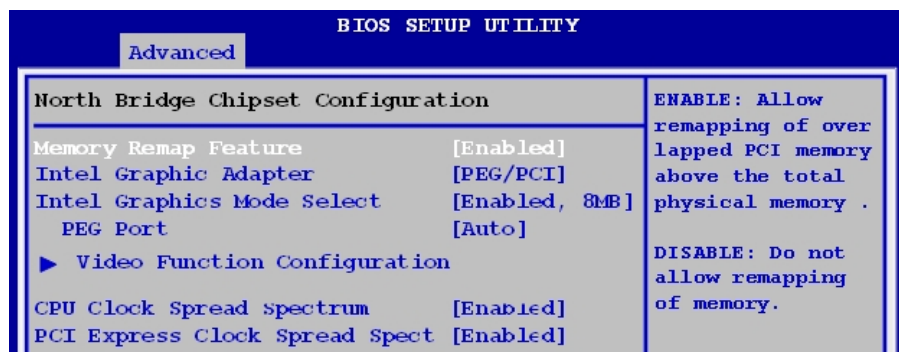 BIOS SETUP UTILITY
Advanced
North Bridge Chipset Configuration
Memory Remap Feature [Enabled]
Intel Graphic Adapter [PEG/PCI]
Intel Graphics Mode Select [Enabled, 8MB]
PEG Port [Auto]
Video Function Configuration
CPU Clock Spread Spectrum [Enabled]
PCI Express Clock Spread Spect [Enabled]
ENABLE: Allow
remapping of over
lapped PCI memory
above the total
physical memory .
DISABLE: Do not
allow remapping
of memory.